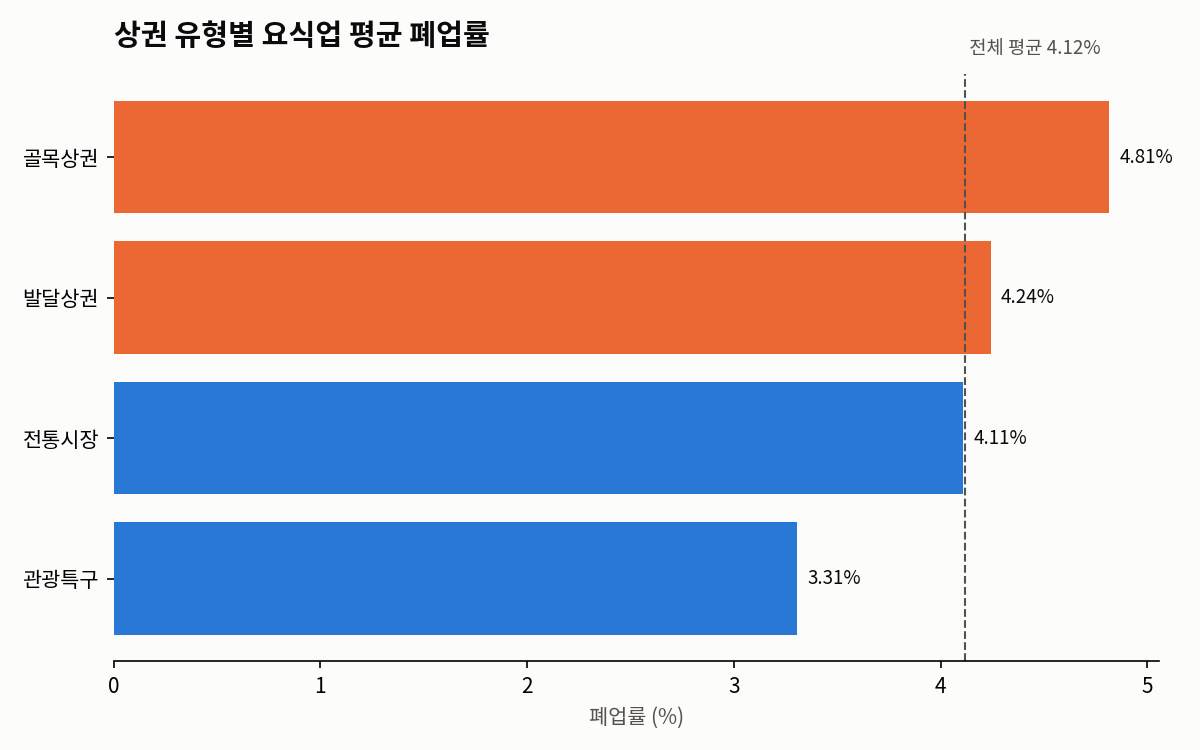 상권 유형별 요식업 평균 폐업률
전체 평균 4.12%
골목상권
4.81%
발달상권
4.24%
전통시장
4.11%
관광특구
3.31%
0 1 2 3 4 5
폐업률 (%)